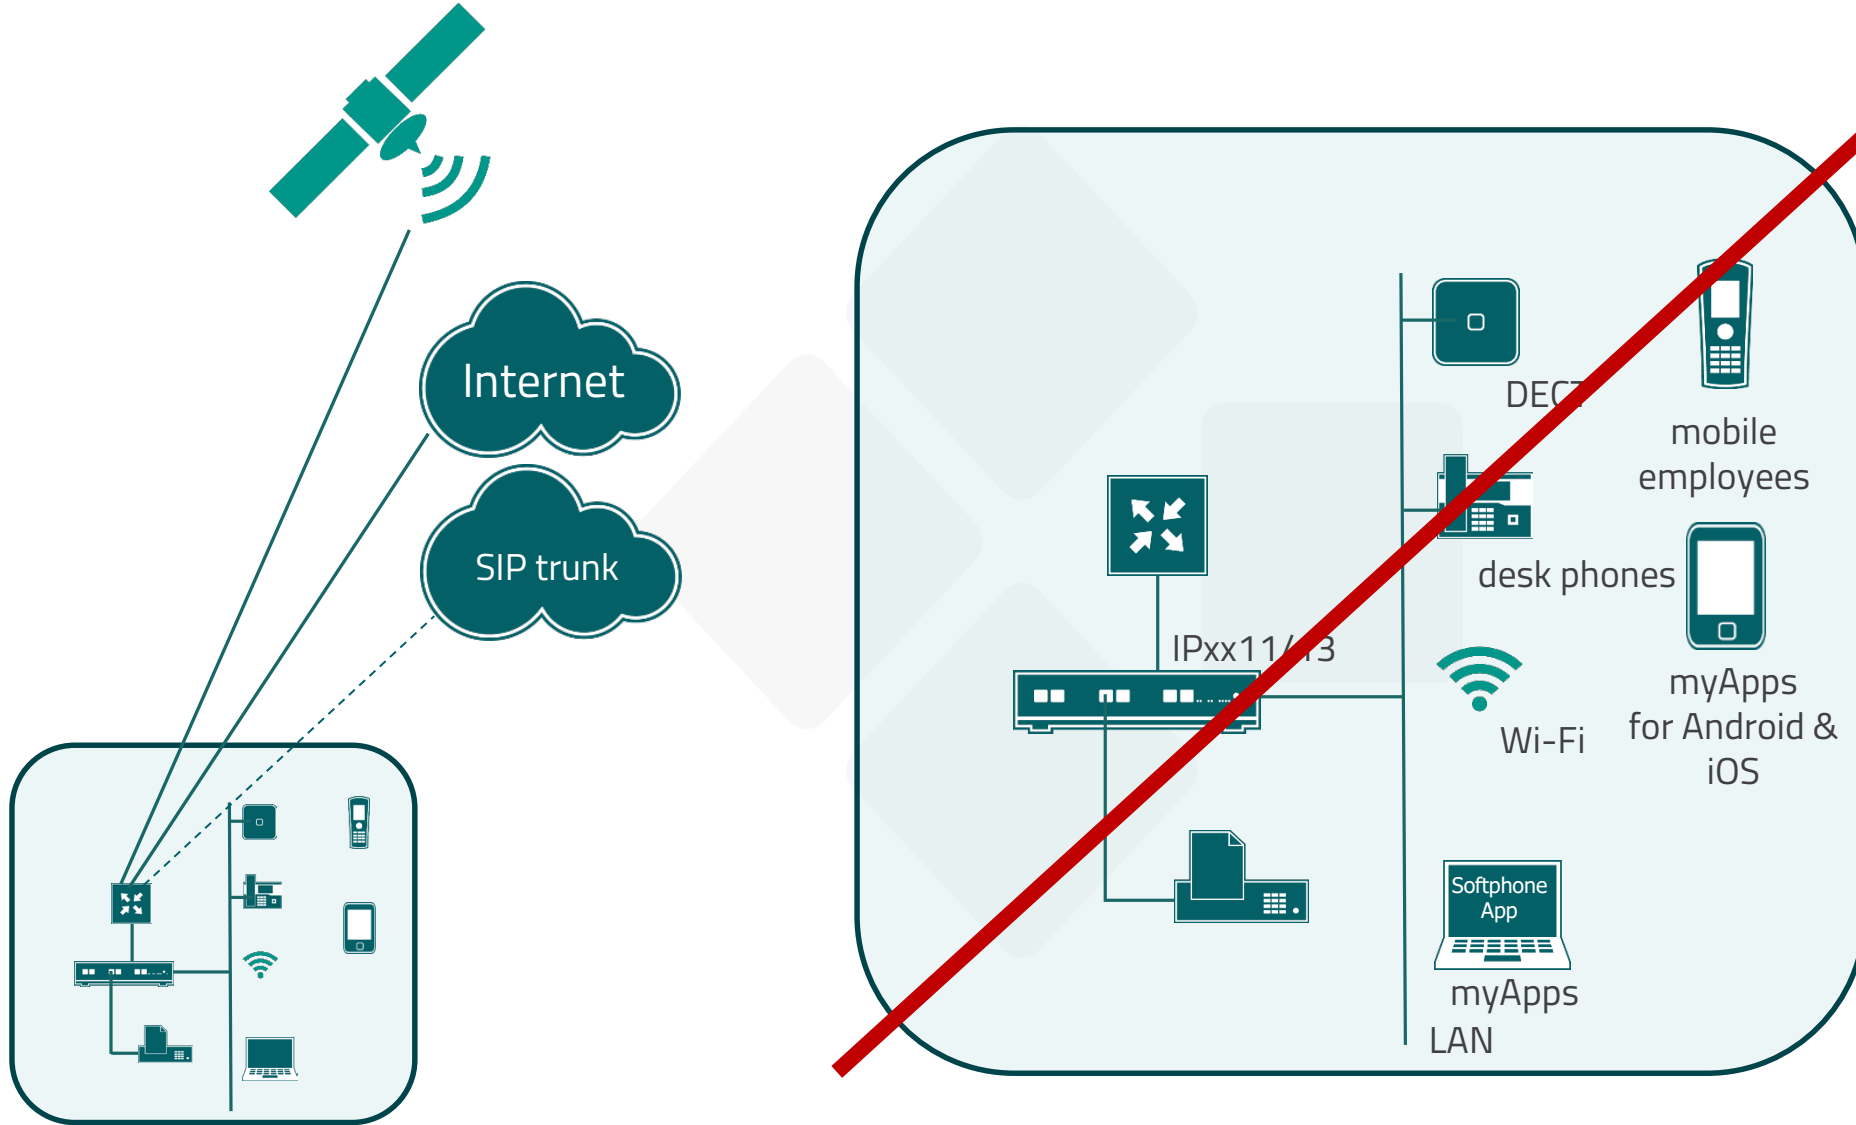 Internet
SIP trunk
DECT
mobile
employees
desk phones
IPxx11/13
myApps
for Android &
iOS
Wi-Fi
Softphone
App
myApps
LAN